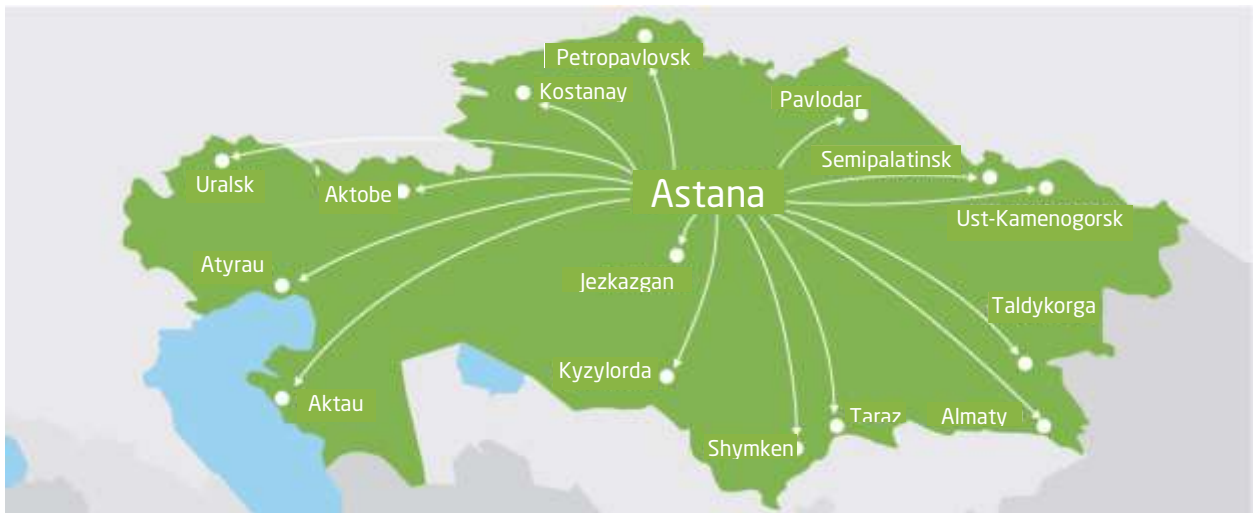 Petropavlovsk
Kostanay
Pavlodar
Semipalatinsk
Uralsk
Aktobe
Astana
Ust-Kamenogorsk
Atyrau
Jezkazgan
Taldykorga
Kyzylorda
Aktau
Taraz
Almaty
Shymken